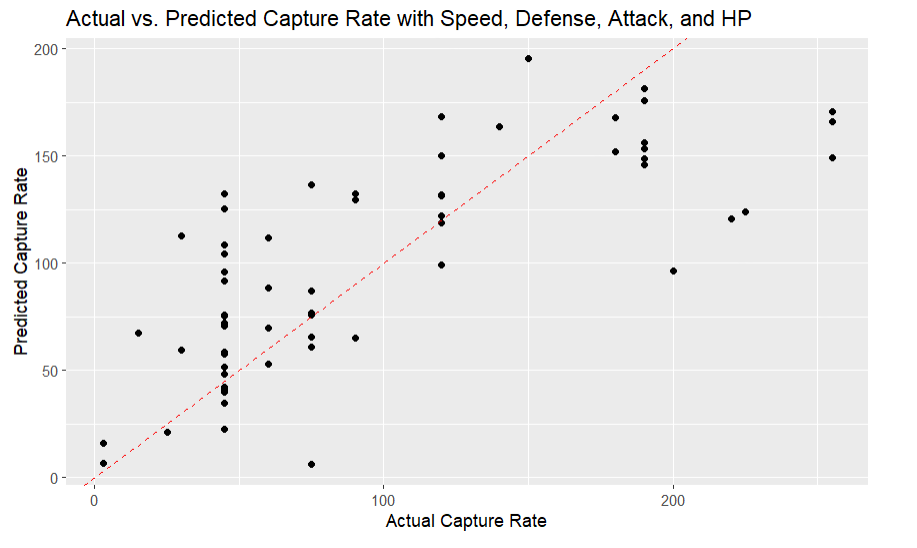 Actual vs. Predicted Capture Rate with Speed, Defense, Attack, and HP
200
150
100
50
0
Predicted Capture Rate
0 100 200
Actual Capture Rate